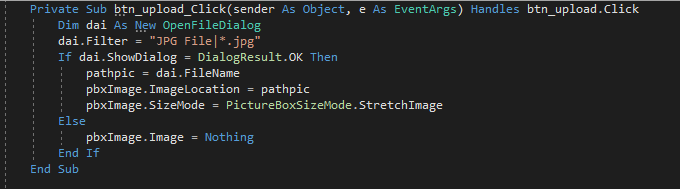 Private Sub btn_upload_Click(sender As Object, e As EventArgs) Handles btn_upload.Click
Dim dai As New OpenFileDialog
dai.Filter = "JPG File|*.jpg"
If dai.ShowDialog = DialogResult.OK Then
pathpic = dai.FileName
pbxImage.ImageLocation = pathpic
pbxImage.SizeMode = PictureBoxSizeMode.StretchImage
Else
pbxImage.Image = Nothing
End If
End Sub